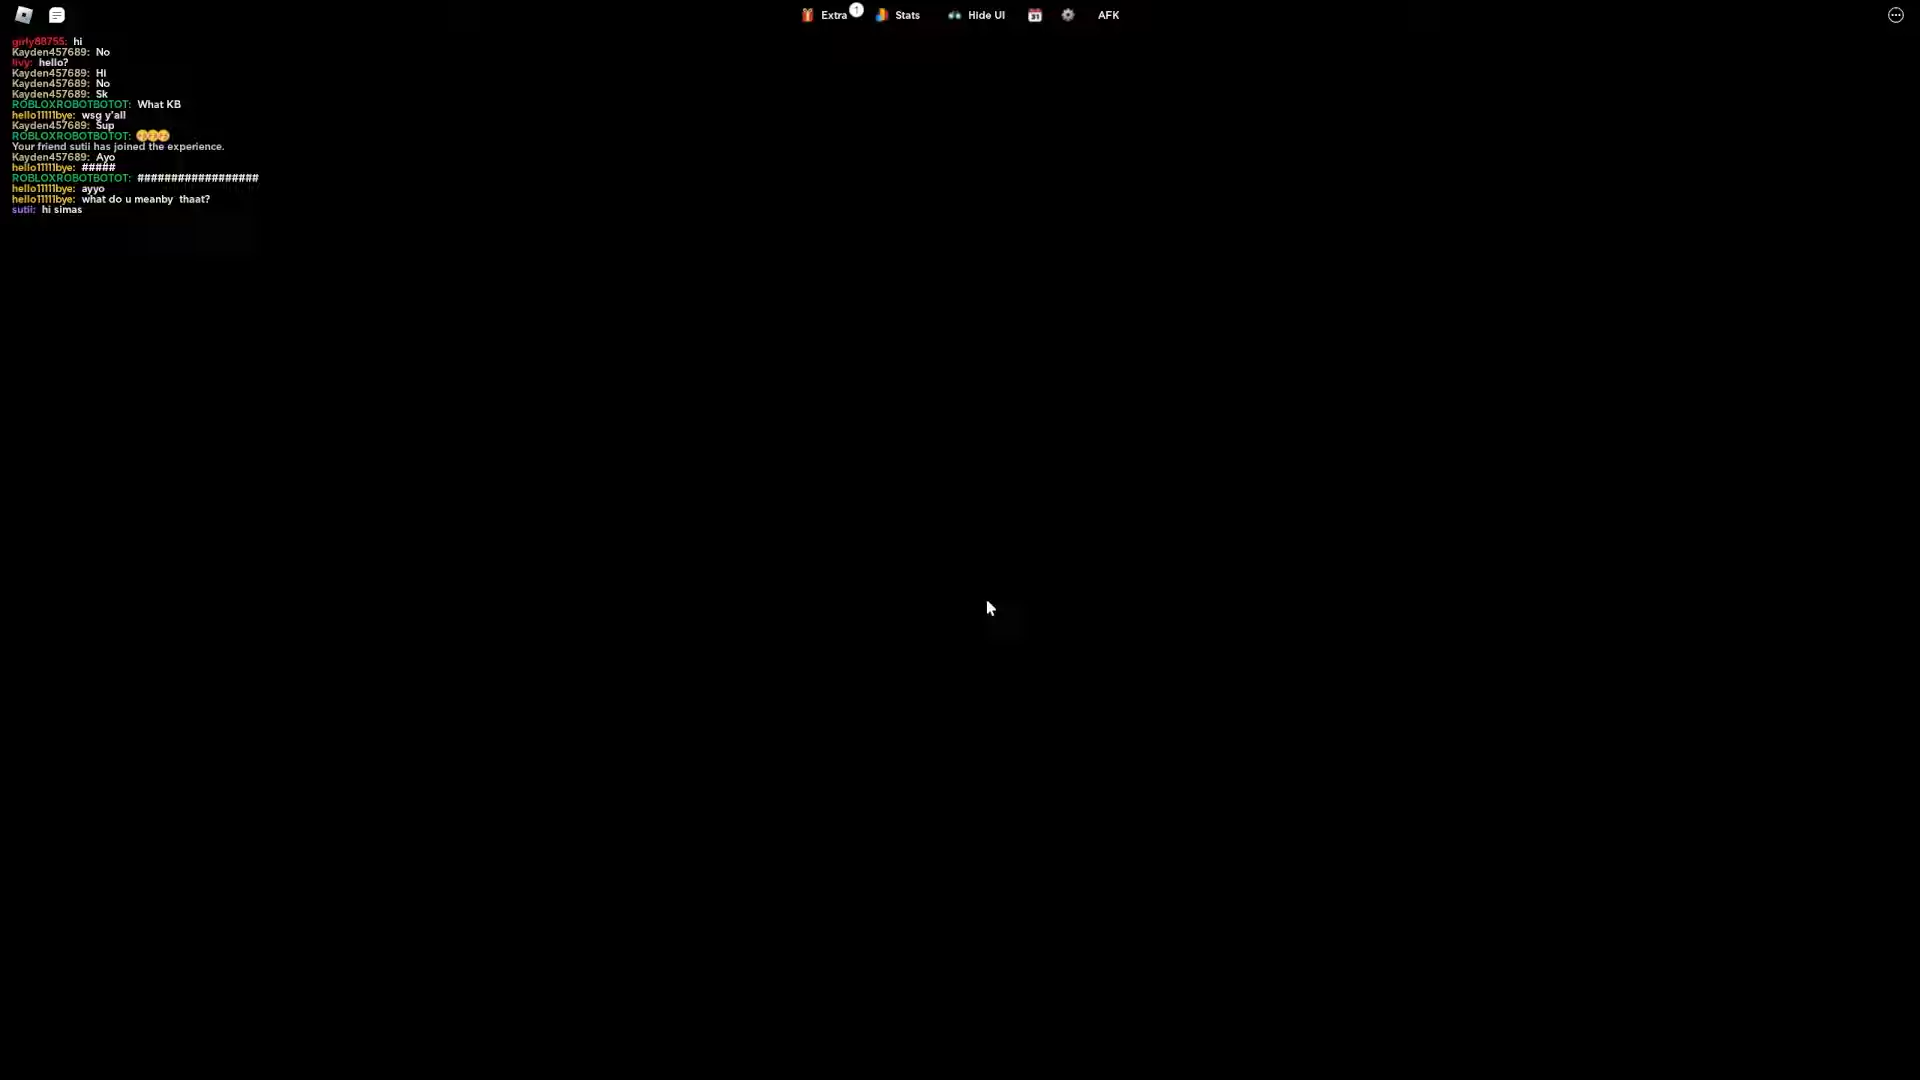 Extra 1 Stats Hide UI 31 AFK
girly88755: hi
Kayden457689: No
livy: hello?
Kayden457689: Hi
Kayden457689: No
Kayden457689: Sk
ROBLOXROBOTBOTOT: What KB
hello11111bye: wsg y'all
Kayden457689: Sup
ROBLOXROBOTBOTOT: 😋😋😋
Your friend sutii has joined the experience.
Kayden457689: Ayo
hello11111bye: #####
ROBLOXROBOTBOTOT: ##################
hello11111bye: ayyo
hello11111bye: what do u meanby  thaat?
sutii: hi simas